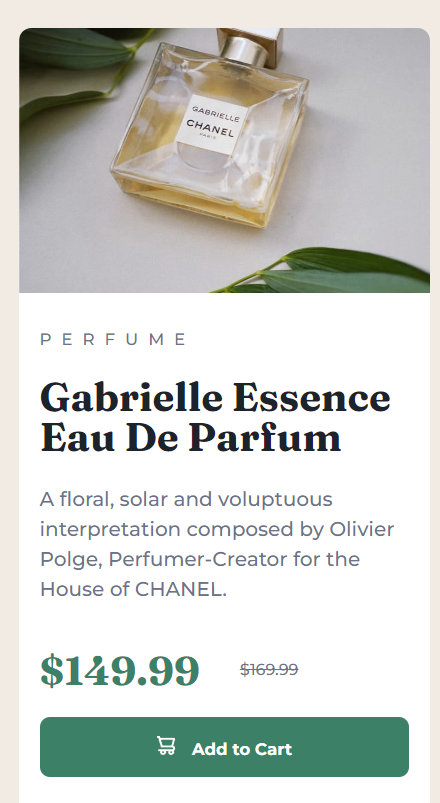 GABRIELLE
CHANEL
PARIS
PERFUME
Gabrielle Essence
Eau De Parfum
A floral, solar and voluptuous
interpretation composed by Olivier
Polge, Perfumer-Creator for the
House of CHANEL.
$149.99 $169.99
Add to Cart